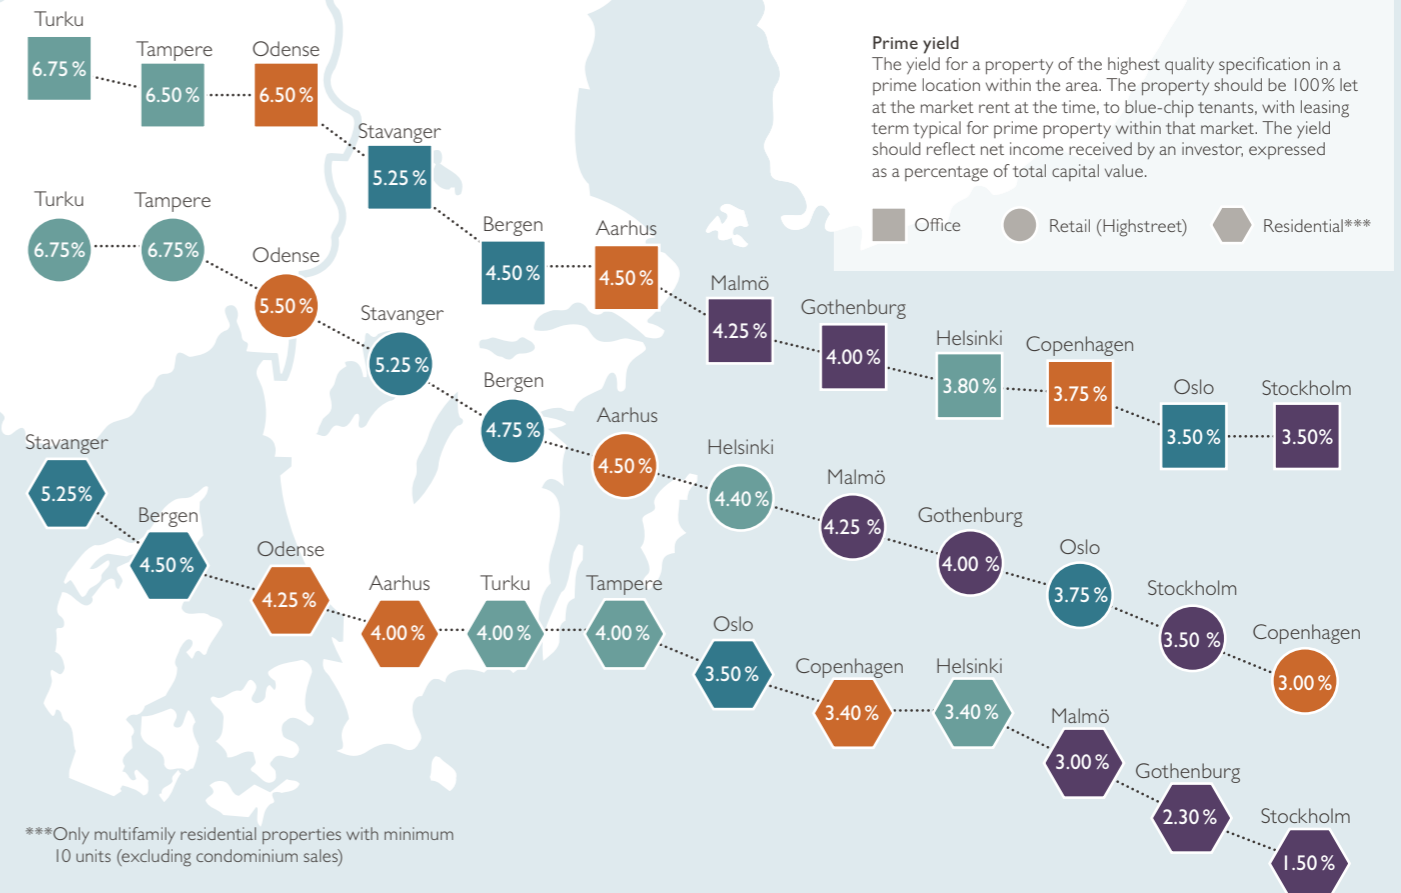 Turku
6.75 %
Tampere
6.50 %
Odense
6.50 %
Stavanger
5.25 %
Bergen
4.50 %
Aarhus
4.50 %
Malmö
4.25 %
Gothenburg
4.00 %
Helsinki
3.80 %
Copenhagen
3.75 %
Oslo
3.50 %
Stockholm
3.50%
Prime yield
The yield for a property of the highest quality specification in a
prime location within the area. The property should be 100% let
at the market rent at the time, to blue-chip tenants, with leasing
term typical for prime property within that market. The yield
should reflect net income received by an investor, expressed
as a percentage of total capital value.
Office
Retail (Highstreet)
Residential***
Turku
6.75%
Tampere
6.75%
Odense
5.50 %
Stavanger
5.25 %
Bergen
4.75 %
Aarhus
4.50 %
Helsinki
4.40 %
Malmö
4.25 %
Gothenburg
4.00 %
Oslo
3.75 %
Stockholm
3.50 %
Copenhagen
3.00 %
Stavanger
5.25%
Bergen
4.50 %
Odense
4.25 %
Aarhus
4.00 %
Turku
4.00 %
Tampere
4.00 %
Oslo
3.50 %
Copenhagen
3.40 %
Helsinki
3.40 %
Malmö
3.00 %
Gothenburg
2.30 %
Stockholm
1.50 %
***Only multifamily residential properties with minimum
10 units (excluding condominium sales)